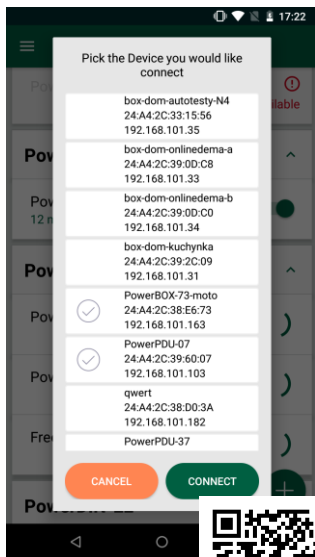 17:22
Pick the Device you would like
connect
box-dom-autotesty-N4
24:A4:2C:33:15:56
192.168.101.35
box-dom-onlinedema-a
24:A4:2C:39:0D:C8
192.168.101.33
box-dom-onlinedema-b
24:A4:2C:39:0D:C0
192.168.101.34
box-dom-kuchynka
24:A4:2C:39:2C:09
192.168.101.31
PowerBOX-73-moto
24:A4:2C:38:E6:73
192.168.101.163
PowerPDU-07
24:A4:2C:39:60:07
192.168.101.103
qwert
24:A4:2C:38:D0:3A
192.168.101.182
PowerPDU-37
CANCEL
CONNECT